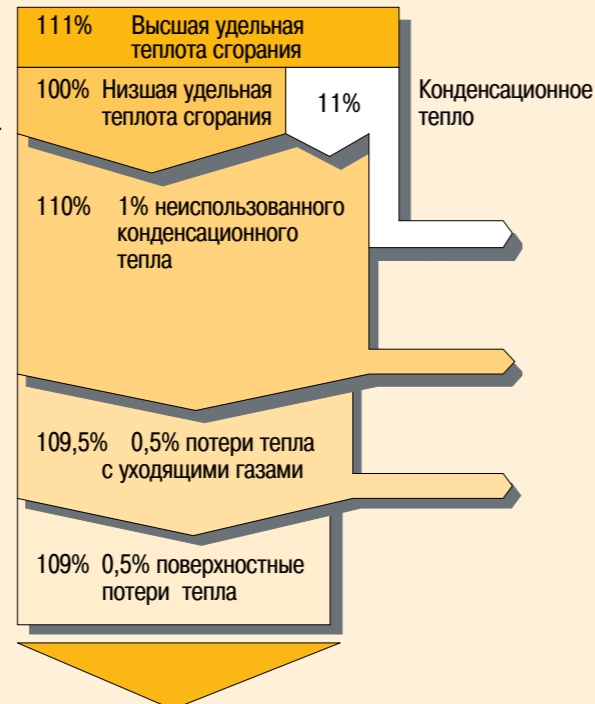 111% Высшая удельная
теплота сгорания
100% Низшая удельная
теплота сгорания
11%
Конденсационное
тепло
110% 1% неиспользованного
конденсационного
тепла
109,5% 0,5% потери тепла
с уходящими газами
109% 0,5% поверхностные
потери тепла